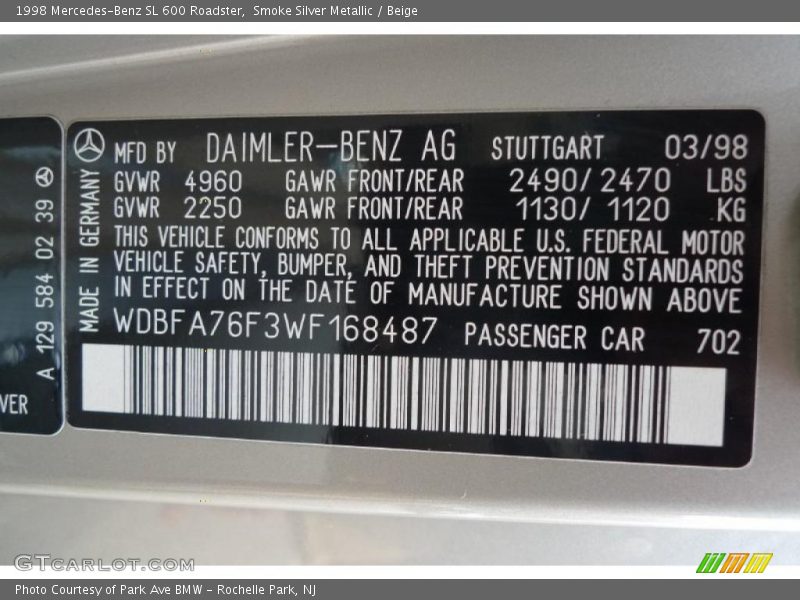 1998 Mercedes-Benz SL 600 Roadster, Smoke Silver Metallic / Beige
MFD BY DAIMLER-BENZ AG STUTTGART 03/98
GVWR 4960 GAWR FRONT/REAR 2490/ 2470 LBS
GVWR 2250 GAWR FRONT/REAR 1130/ 1120 KG
THIS VEHICLE CONFORMS TO ALL APPLICABLE U.S. FEDERAL MOTOR
VEHICLE SAFETY, BUMPER, AND THEFT PREVENTION STANDARDS
IN EFFECT ON THE DATE OF MANUFACTURE SHOWN ABOVE
WDBFA76F3WF168487 PASSENGER CAR 702
MADE IN GERMANY
A 129 584 02 39
VER
GTCARLOT.COM
Photo Courtesy of Park Ave BMW - Rochelle Park, NJ